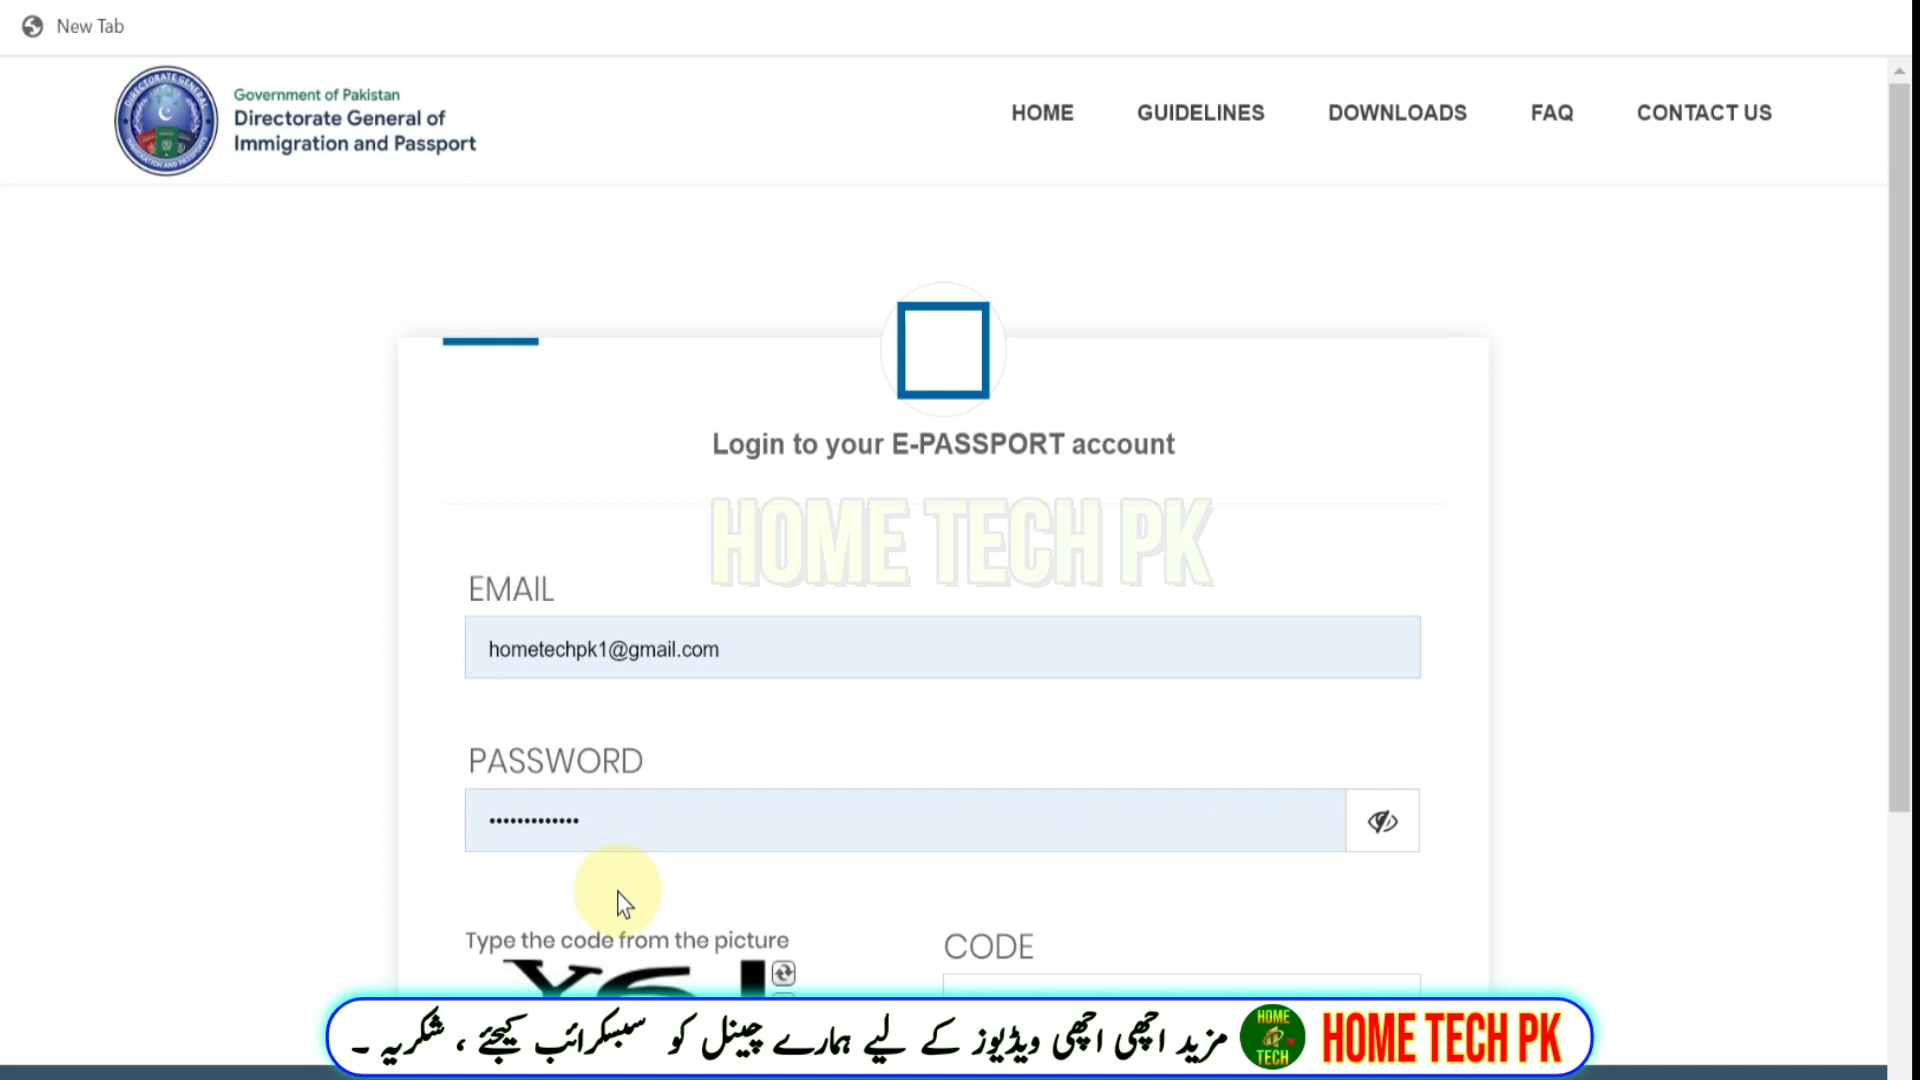 New Tab
Government of Pakistan
Directorate General of
Immigration and Passport
HOME GUIDELINES DOWNLOADS FAQ CONTACT US
Login to your E-PASSPORT account
HOME TECH PK
EMAIL
hometechpk1@gmail.com
PASSWORD
Type the code from the picture
CODE
مزید اچھی اچھی ویڈیوز کے لیے ہمارے چینل کو سبسکرائب کیجئے ، شکریہ ۔
HOME
TECH
HOME TECH PK